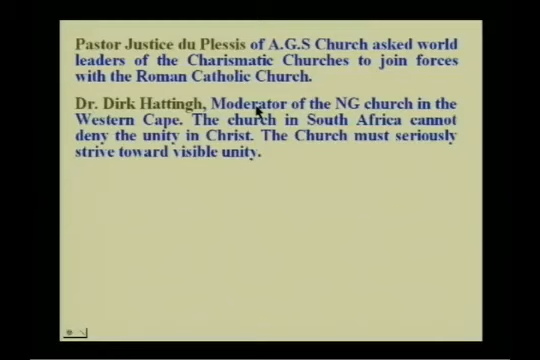 Pastor Justice du Plessis of A.G.S Church asked world
leaders of the Charismatic Churches to join forces
with the Roman Catholic Church.
Dr. Dirk Hattingh, Moderator of the NG church in the
Western Cape. The church in South Africa cannot
deny the unity in Christ. The Church must seriously
strive toward visible unity.